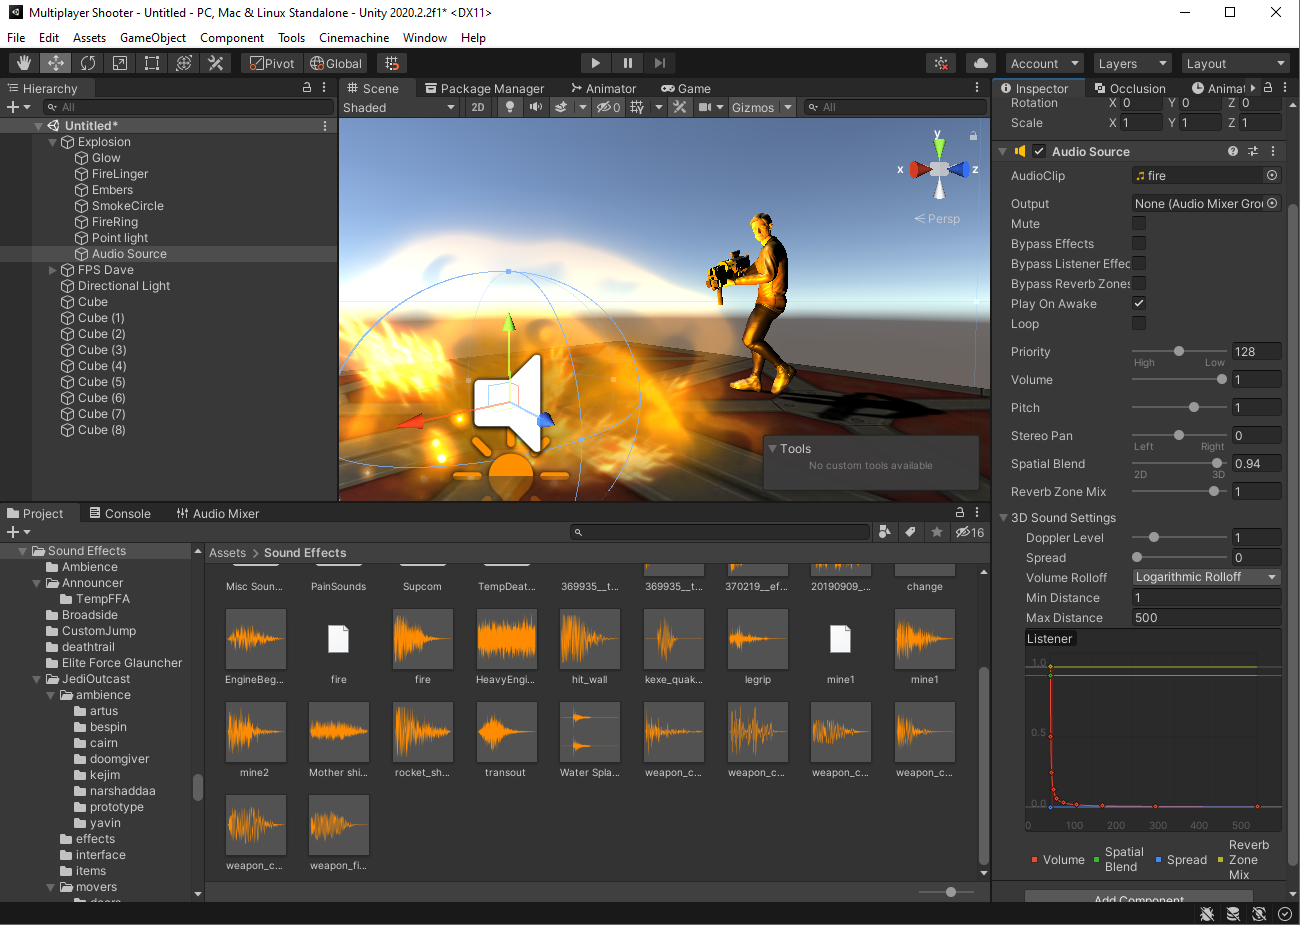 Multiplayer Shooter - Untitled - PC, Mac & Linux Standalone - Unity 2020.2.2f1* <DX11>
File Edit Assets GameObject Component Tools Cinemachine Window Help
Pivot Global Account Layers Layout
Hierarchy
All
Untitled*
Explosion
Glow
FireLinger
Embers
SmokeCircle
FireRing
Point light
Audio Source
FPS Dave
Directional Light
Cube
Cube (1)
Cube (2)
Cube (3)
Cube (4)
Cube (5)
Cube (6)
Cube (7)
Cube (8)
Scene Package Manager Animator Game
Shaded 2D 0 Gizmos All
y
x z
Persp
Tools
No custom tools available
Inspector Occlusion Animat
Rotation X 0 Y 0 Z 0
Scale X 1 Y 1 Z 1
Audio Source
AudioClip fire
Output None (Audio Mixer Grou
Mute
Bypass Effects
Bypass Listener Effec
Bypass Reverb Zones
Play On Awake
Loop
Priority 128
High Low
Volume 1
Pitch 1
Stereo Pan 0
Left Right
Spatial Blend 0.94
2D 3D
Reverb Zone Mix 1
3D Sound Settings
Doppler Level 1
Spread 0
Volume Rolloff Logarithmic Rolloff
Min Distance 1
Max Distance 500
Listener
1.0
0.5
0.0
0 100 200 300 400 500
Volume Spatial Blend Spread Reverb Zone Mix
Add Component
Project Console Audio Mixer
16
Sound Effects
Ambience
Announcer
TempFFA
Broadside
CustomJump
deathtrail
Elite Force Glauncher
JediOutcast
ambience
artus
bespin
cairn
doomgiver
kejim
narshaddaa
prototype
yavin
effects
interface
items
movers
doors
Assets > Sound Effects
Misc Soun... PainSounds Supcom TempDeat... 369935__t... 369935__t... 370219__ef... 20190909_... change
EngineBeg... fire fire HeavyEngi... hit_wall kexe_quak... legrip mine1 mine1
mine2 Mother shi... rocket_sh... transout Water Spla... weapon_c... weapon_c... weapon_c... weapon_c...
weapon_c... weapon_fi...